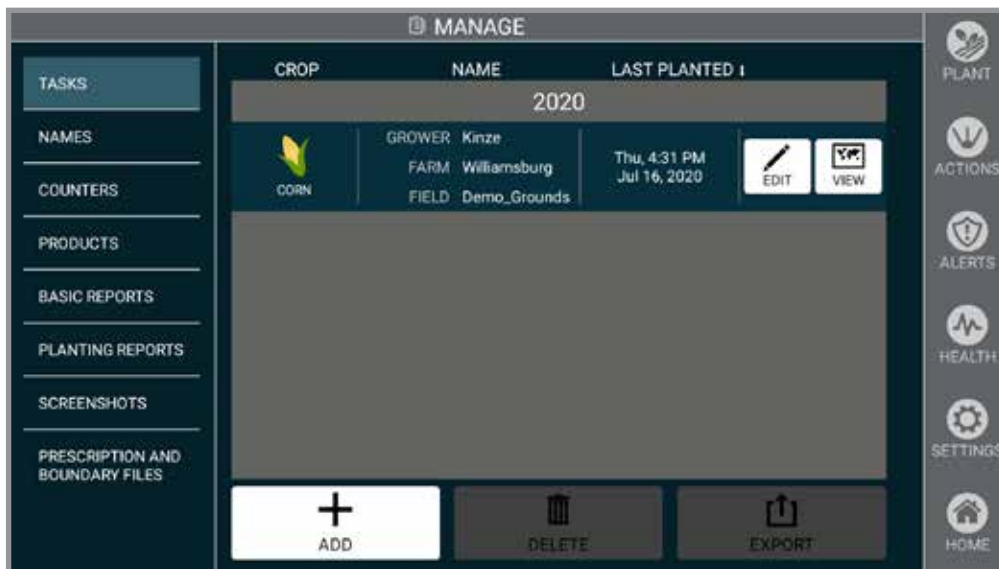 MANAGE
TASKS
NAMES
COUNTERS
PRODUCTS
BASIC REPORTS
PLANTING REPORTS
SCREENSHOTS
PRESCRIPTION AND
BOUNDARY FILES
CROP NAME LAST PLANTED
2020
CORN
GROWER Kinze
FARM Williamsburg
FIELD Demo_Grounds
Thu, 4:31 PM
Jul 16, 2020
EDIT
VIEW
ADD
DELETE
EXPORT
PLANT
ACTIONS
ALERTS
HEALTH
SETTINGS
HOME